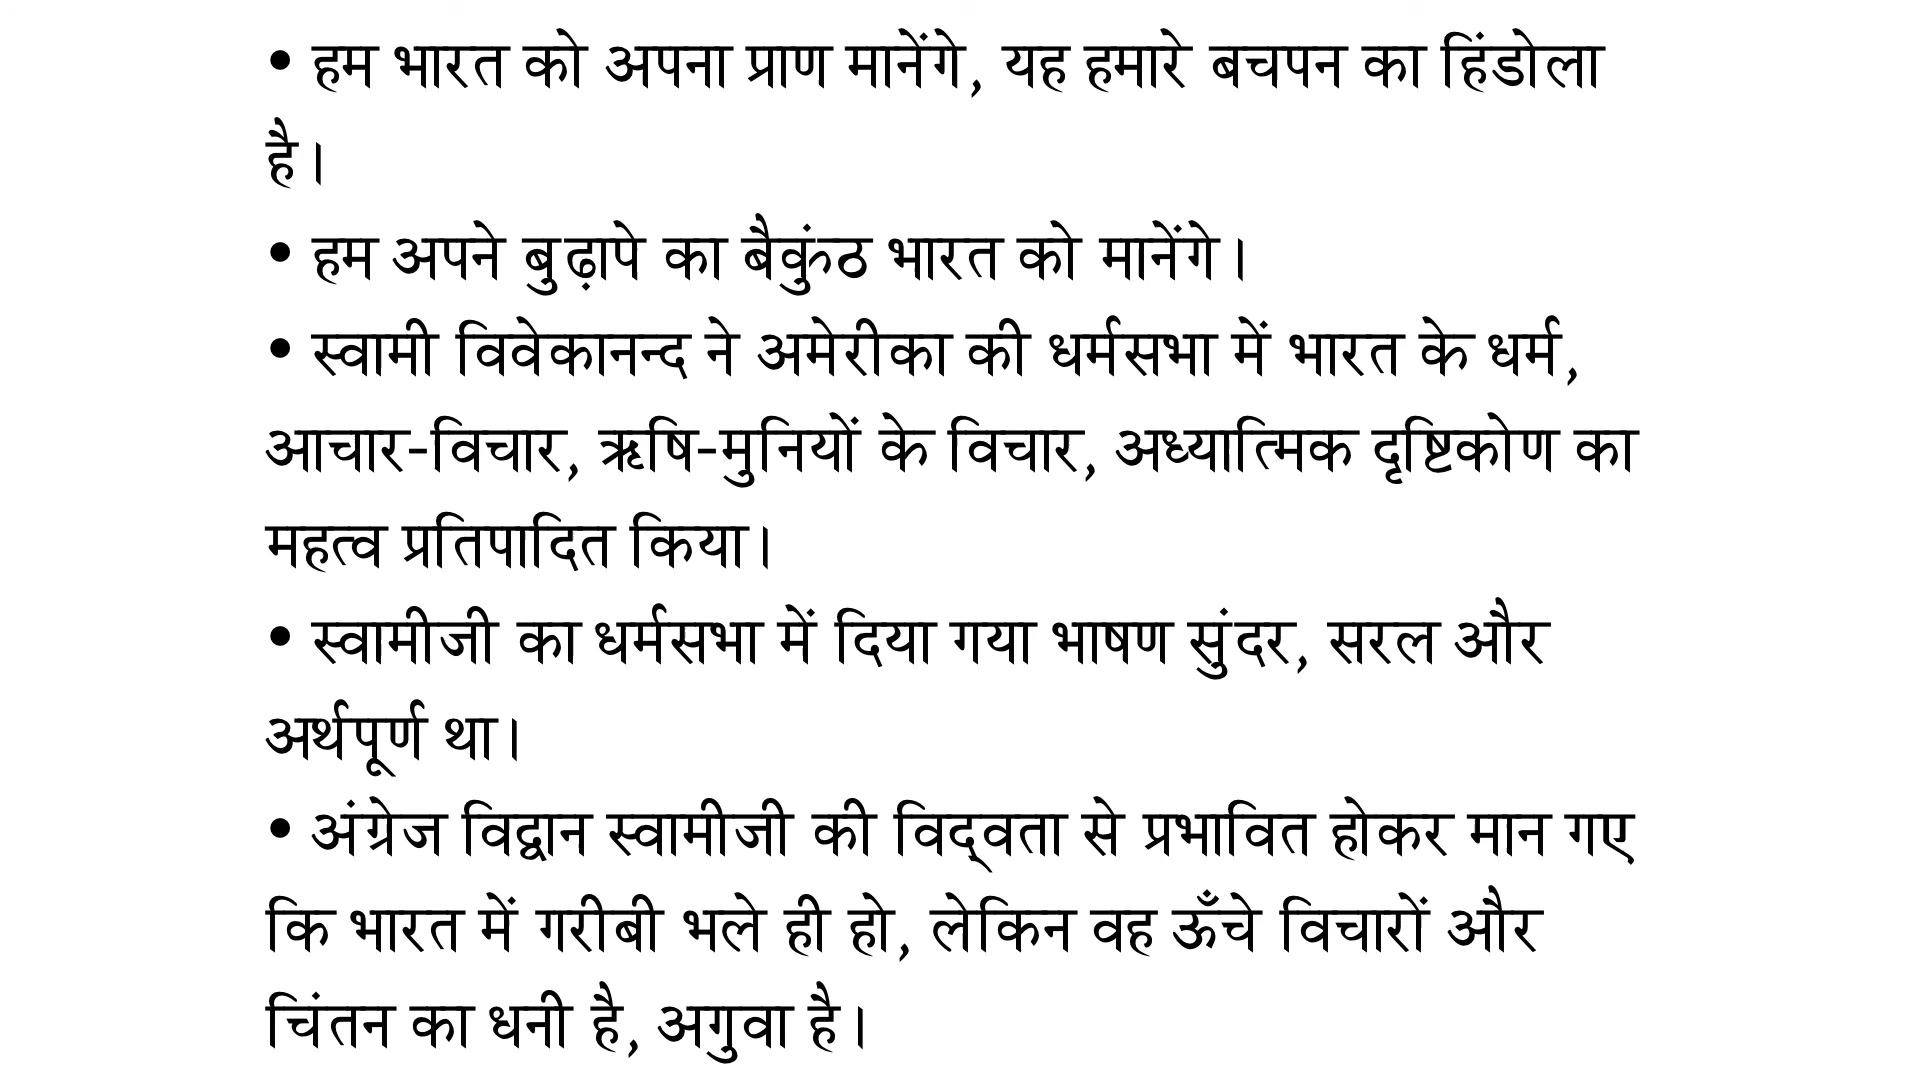 • हम भारत को अपना प्राण मानेंगे, यह हमारे बचपन का हिंडोला
है।
• हम अपने बुढ़ापे का बैकुंठ भारत को मानेंगे।
• स्वामी विवेकानन्द ने अमेरीका की धर्मसभा में भारत के धर्म,
आचार-विचार, ऋषि-मुनियों के विचार, अध्यात्मिक दृष्टिकोण का
महत्व प्रतिपादित किया।
• स्वामीजी का धर्मसभा में दिया गया भाषण सुंदर, सरल और
अर्थपूर्ण था।
• अंग्रेज विद्वान स्वामीजी की विद्‌वता से प्रभावित होकर मान गए
कि भारत में गरीबी भले ही हो, लेकिन वह ऊँचे विचारों और
चिंतन का धनी है, अगुवा है।